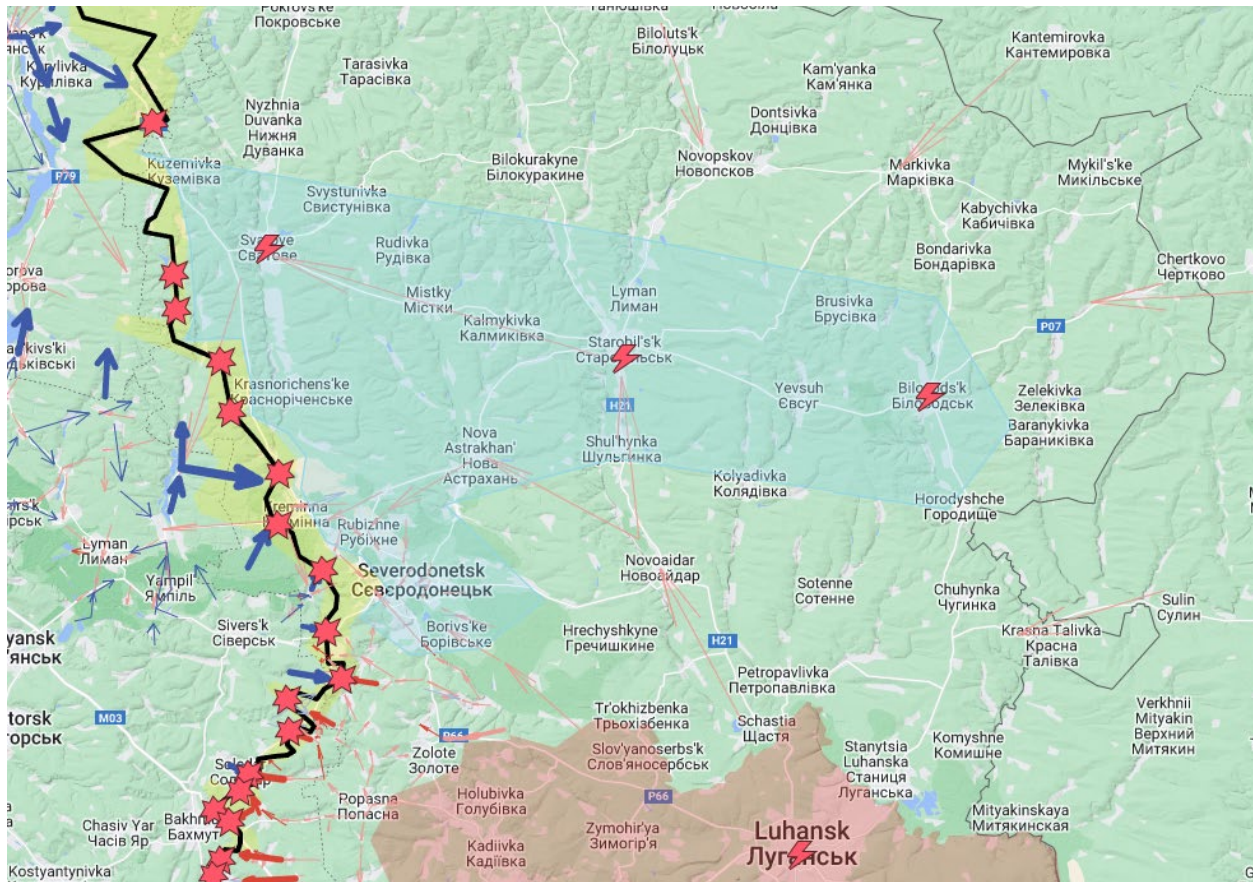 Pokrovs'ke
Покровське
Танюшівка
Biloluts'k
Білолуцьк
Kantemirovka
Кантемировка
Kurylivka
Курилівка
Tarasivka
Тарасівка
Kam'yanka
Кам'янка
Nyzhnia
Duvanka
Нижня
Дуванка
Dontsivka
Донцівка
Kuzemivka
Куземівка
P79
Bilokurakyne
Білокуракине
Novopskov
Новопсков
Markivka
Марківка
Mykil's'ke
Микільське
Svystunivka
Свистунівка
Kabychivka
Кабичівка
Rudivka
Рудівка
Bondarivka
Бондарівка
Chertkovo
Чертково
Mistky
Містки
Lyman
Лиман
Brusivka
Брусівка
Kalmykivka
Калмиківка
P07
Starobil's'k
Krasnorichens'ke
Красноріченське
H21
Yevsuh
Євсуг
Zelekivka
Зелеківка
Baranykivka
Бараниківка
Nova
Astrakhan'
Нова
Астрахань
Shul'hynka
Шульгинка
Kolyadivka
Колядівка
Horodyshche
Городище
Rubizhne
Рубіжне
Lyman
Лиман
Yampil
Ямпіль
Severodonetsk
Сєвєродонецьк
Novoaidar
Новоайдар
Sotenne
Сотенне
Chuhynka
Чугинка
Sulin
Сулин
Sivers'k
Сіверськ
Borivs'ke
Борівське
Hrechyshkyne
Гречишкине
H21
Krasna Talivka
Красна
Талівка
Petropavlivka
Петропавлівка
M03
P66
Zolote
Золоте
Tr'okhizbenka
Трьохізбенка
Schastia
Щастя
Slov'yanoserbs'k
Слов'яносербськ
Stanytsia
Luhanska
Станиця
Луганська
Komyshne
Комишне
Verkhnii
Mityakin
Верхний
Митякин
Popasna
Попасна
Holubivka
Голубівка
P66
Mityakinskaya
Митякинская
Chasiv Yar
Часів Яр
Kadiivka
Кадіївка
Zymohir'ya
Зимогір'я
Luhansk
Kostyantynivka